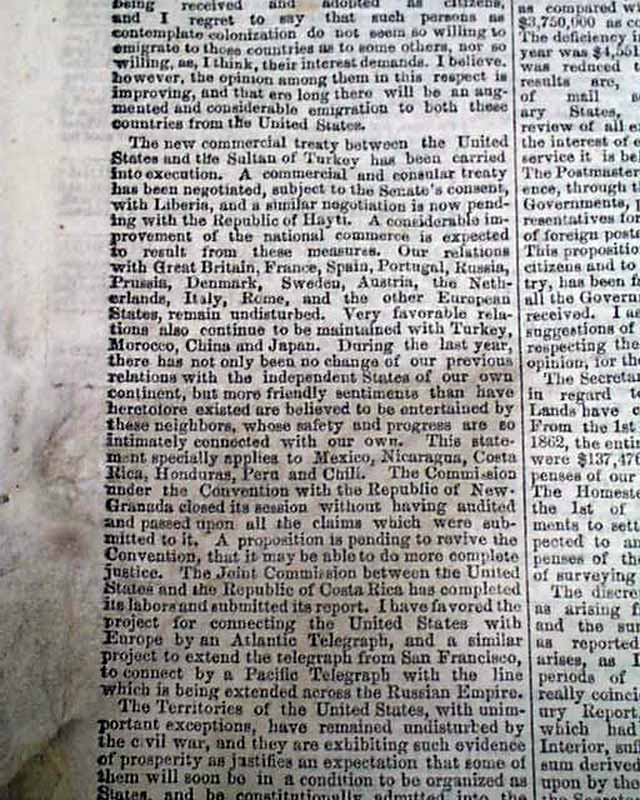 being received and adopted as citizens,
and I regret to say that such persons as
contemplate colonization do not seem so willing to
emigrate to those countries as to some others, nor so
willing, as, I think, their interest demands. I believe,
however, the opinion among them in this respect is
improving, and that ere long there will be an aug-
mented and considerable emigration to both these
countries from the United States.
The new commercial treaty between the United
States and the Sultan of Turkey has been carried
into execution. A commercial and consular treaty
has been negotiated, subject to the Senate's consent,
with Liberia, and a similar negotiation is now pend-
ing with the Republic of Hayti. A considerable im-
provement of the national commerce is expected
to result from these measures. Our relations
with Great Britain, France, Spain, Portugal, Russia,
Prussia, Denmark, Sweden, Austria, the Neth-
erlands, Italy, Rome, and the other European
States, remain undisturbed. Very favorable rela-
tions also continue to be maintained with Turkey,
Morocco, China and Japan. During the last year,
there has not only been no change of our previous
relations with the independent States of our own
continent, but more friendly sentiments than have
heretofore existed are believed to be entertained by
these neighbors, whose safety and progress are so
intimately connected with our own. This state-
ment specially applies to Mexico, Nicaragua, Costa
Rica, Honduras, Peru and Chili. The Commission
under the Convention with the Republic of New-
Granada closed its session without having audited
and passed upon all the claims which were sub-
mitted to it. A proposition is pending to revive the
Convention, that it may be able to do more complete
justice. The Joint Commission between the United
States and the Republic of Costa Rica has completed
its labors and submitted its report. I have favored the
project for connecting the United States with
Europe by an Atlantic Telegraph, and a similar
project to extend the telegraph from San Francisco,
to connect by a Pacific Telegraph with the line
which is being extended across the Russian Empire.
The Territories of the United States, with unim-
portant exceptions, have remained undisturbed by
the civil war, and they are exhibiting such evidence
of prosperity as justifies an expectation that some of
them will soon be in a condition to be organized as
States, and be constitutionally admitted into the
as compared w
$3,750,000 as co
The deficiency in
year was $4,551
was reduced t
results are,
of mail se
ary States,
review of all e
the interest of e
service it is be
The Postmaster
ence, through t
Governments, p
resentatives fo
of foreign posta
This proposition
citizens and to
try, has been fa
all the Govern
received. I as
suggestions of
respecting the
opinion, for th
The Secreta
in regard to
Lands have c
From the 1st
1862, the entir
were $137,476
penses of our
The Homeste
the 1st of
ments to sett
pected to an
penses of the
of surveying
The discre
as arising f
and the sur
as reported
arises, as I
periods of
really coinci
ury Report,
which had
Interior, sub
sum derived
upon by the